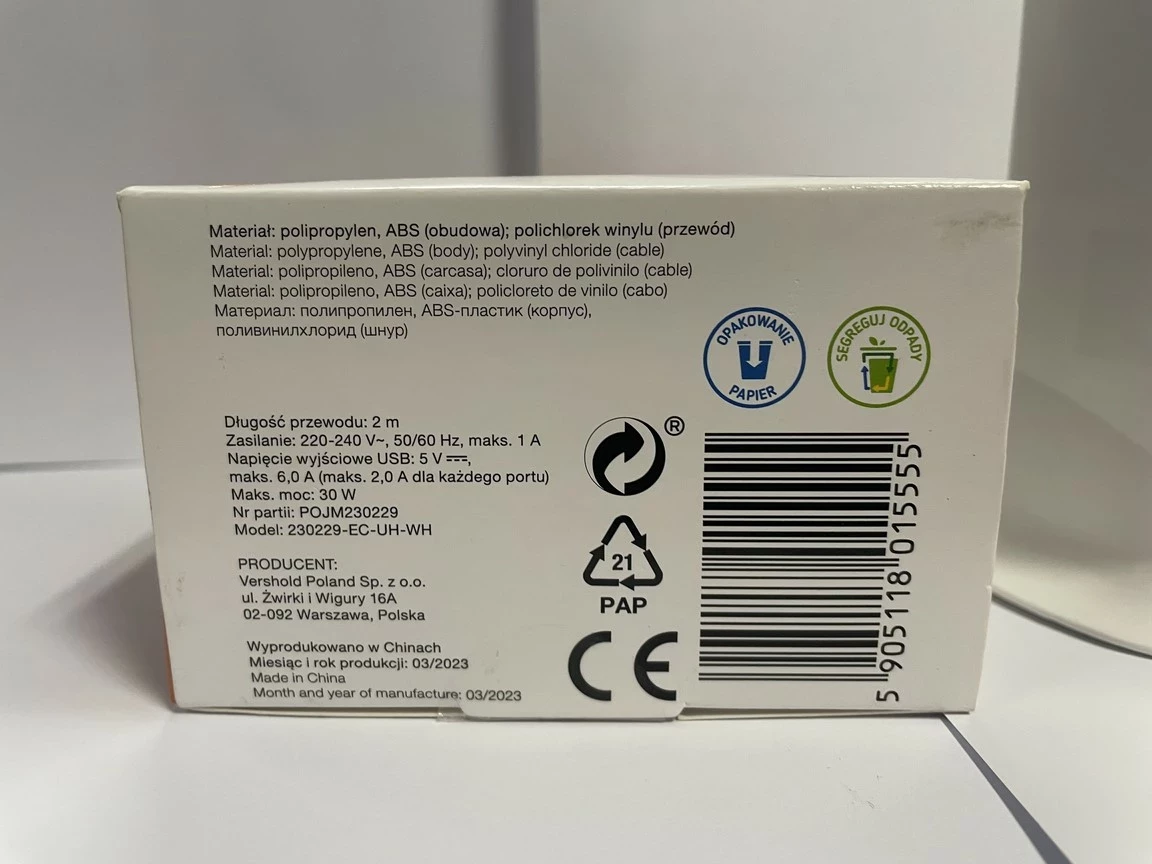 Materiał: polipropylen, ABS (obudowa); polichlorek winylu (przewód)
Material: polypropylene, ABS (body); polyvinyl chloride (cable)
Material: polipropileno, ABS (carcasa); cloruro de polivinilo (cable)
Material: polipropileno, ABS (caixa); policloreto de vinilo (cabo)
Материал: полипропилен, ABS-пластик (корпус),
поливинилхлорид (шнур)
OPAKOWANIE
PAPIER
SEGREGUJ ODPADY
Długość przewodu: 2 m
Zasilanie: 220-240 V~, 50/60 Hz, maks. 1 A
Napięcie wyjściowe USB: 5 V ⎓,
maks. 6,0 A (maks. 2,0 A dla każdego portu)
Maks. moc: 30 W
Nr partii: POJM230229
Model: 230229-EC-UH-WH
PRODUCENT:
Vershold Poland Sp. z o.o.
ul. Żwirki i Wigury 16A
02-092 Warszawa, Polska
Wyprodukowano w Chinach
Miesiąc i rok produkcji: 03/2023
Made in China
Month and year of manufacture: 03/2023
®
21
PAP
CE
5 905118 015555